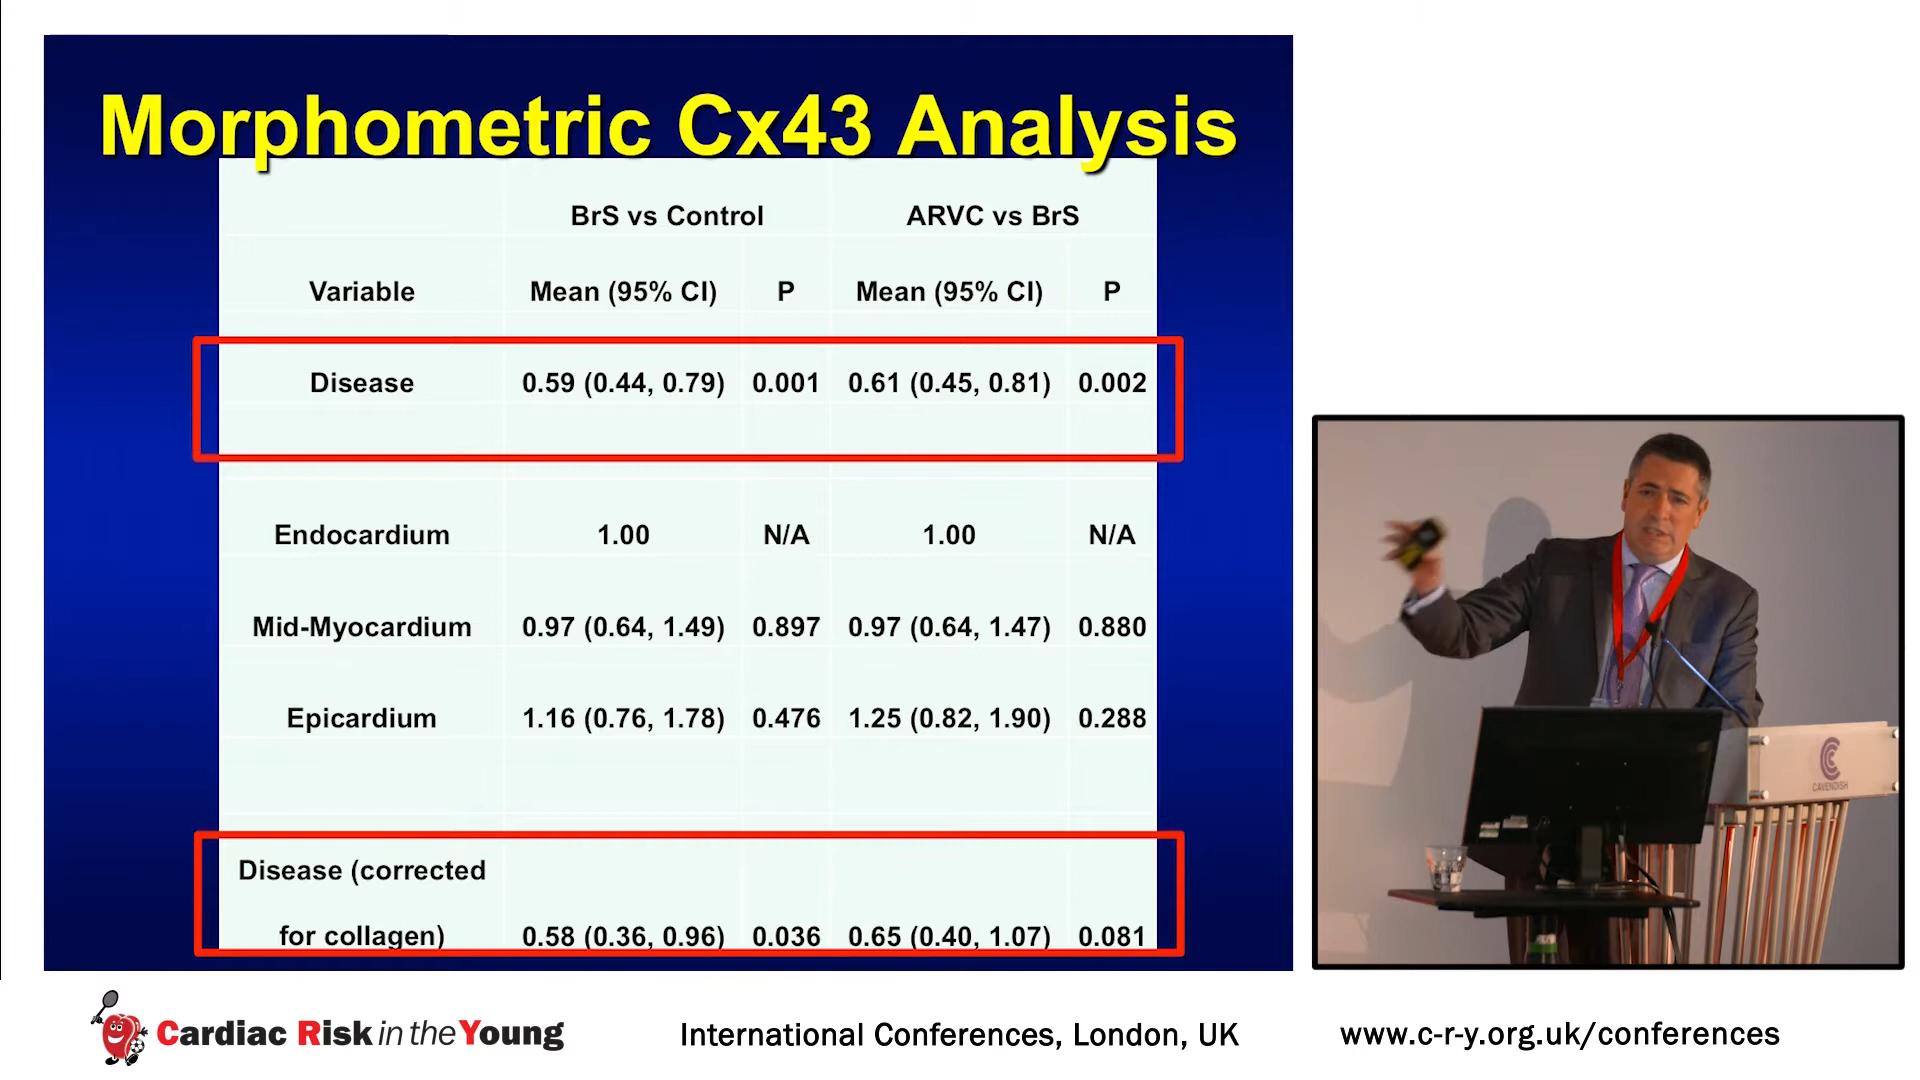 Morphometric Cx43 Analysis
BrS vs Control ARVC vs BrS
Variable Mean (95% CI) P Mean (95% CI) P
Disease 0.59 (0.44, 0.79) 0.001 0.61 (0.45, 0.81) 0.002
Endocardium 1.00 N/A 1.00 N/A
Mid-Myocardium 0.97 (0.64, 1.49) 0.897 0.97 (0.64, 1.47) 0.880
Epicardium 1.16 (0.76, 1.78) 0.476 1.25 (0.82, 1.90) 0.288
Disease (corrected
for collagen) 0.58 (0.36, 0.96) 0.036 0.65 (0.40, 1.07) 0.081
CAVENDISH
Cardiac Risk in the Young
International Conferences, London, UK
www.c-r-y.org.uk/conferences